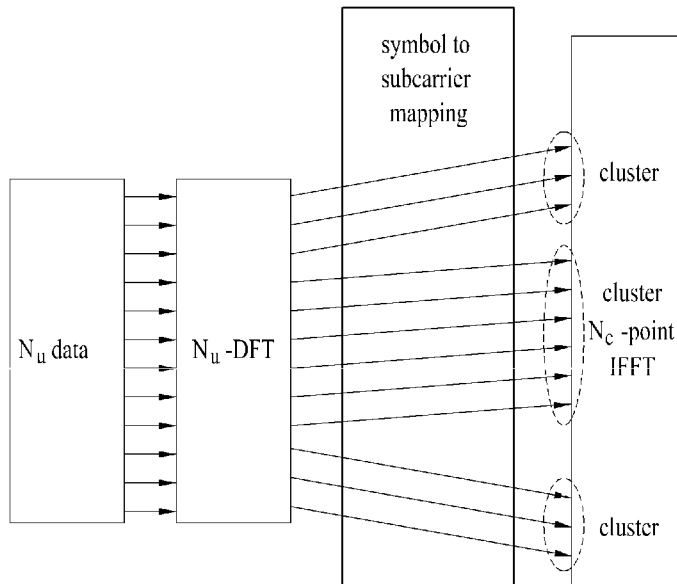 symbol to
subcarrier
mapping
cluster
N_u data
N_u -DFT
cluster
N_c -point
IFFT
cluster